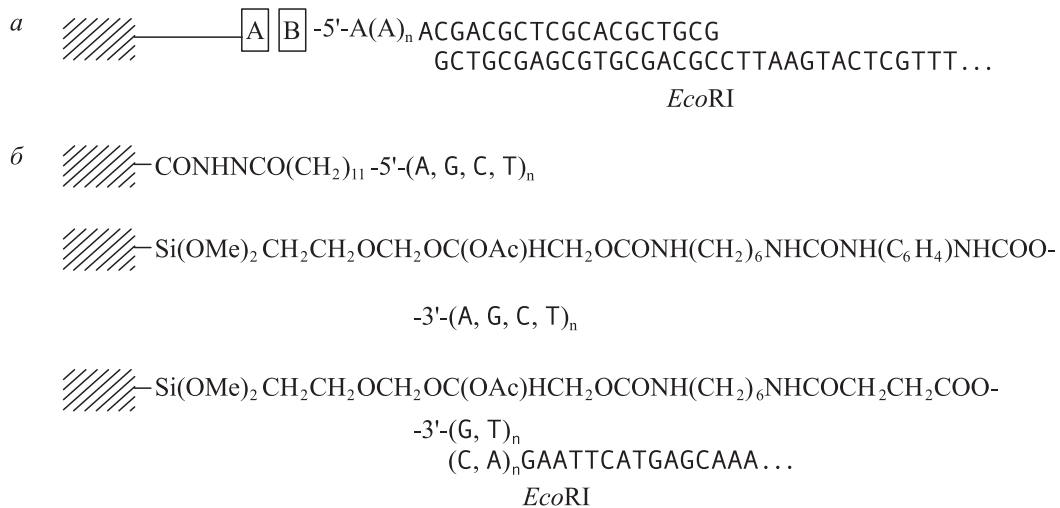 а
A B -5'-A(A)ₙACGACGCTCGCACGCTGCG
GCTGCGAGCGTGCGACGCCTTAAGTACTCGTTT...
EcoRI
б
CONHNCO(CH₂)₁₁-5'-(A, G, C, T)ₙ
Si(OMe)₂CH₂CH₂OCH₂OC(OAc)HCH₂OCONH(CH₂)₆NHCONH(C₆H₄)NHCOO-
-3'-(A, G, C, T)ₙ
Si(OMe)₂CH₂CH₂OCH₂OC(OAc)HCH₂OCONH(CH₂)₆NHCOCH₂CH₂COO-
-3'-(G, T)ₙ
(C, A)ₙGAATTCATGAGCAAA...
EcoRI